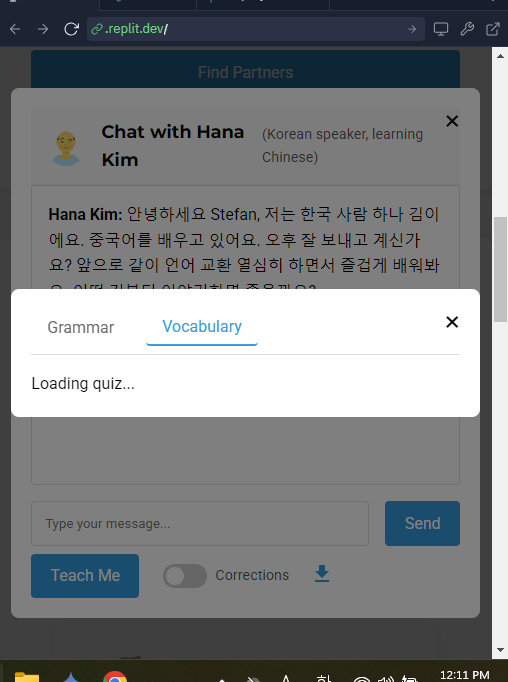 .replit.dev/
Find Partners
Chat with Hana
Kim
(Korean speaker, learning
Chinese)
Hana Kim: 안녕하세요 Stefan, 저는 한국 사람 하나 김이
에요. 중국어를 배우고 있어요. 오후 잘 보내고 계신가
요? 앞으로 같이 언어 교환 열심히 하면서 즐겁게 배워봐
Grammar
Vocabulary
Loading quiz...
Type your message...
Send
Teach Me
Corrections
한
12:11 PM